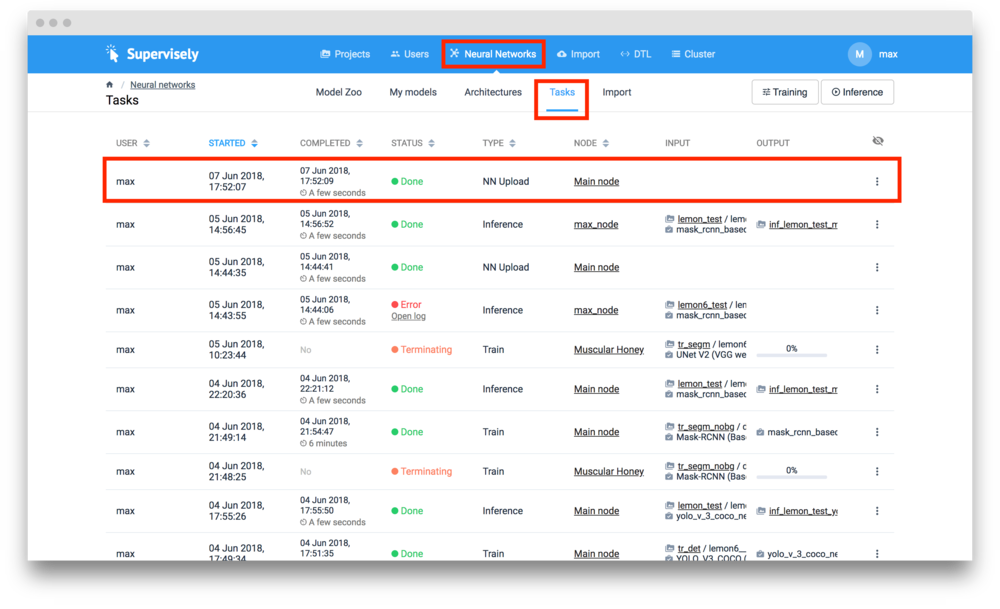 Supervisely
Projects Users Neural Networks Import DTL Cluster M max
/ Neural networks
Tasks
Model Zoo My models Architectures Tasks Import Training Inference
USER STARTED COMPLETED STATUS TYPE NODE INPUT OUTPUT
max 07 Jun 2018, 17:52:07 07 Jun 2018, 17:52:09 A few seconds Done NN Upload Main node
max 05 Jun 2018, 14:56:45 05 Jun 2018, 14:56:52 A few seconds Done Inference max_node lemon_test / lem mask_rcnn_based inf_lemon_test_m
max 05 Jun 2018, 14:44:35 05 Jun 2018, 14:44:41 A few seconds Done NN Upload Main node
max 05 Jun 2018, 14:43:55 05 Jun 2018, 14:44:06 A few seconds Error Open log Inference max_node lemon6_test / len mask_rcnn_based
max 05 Jun 2018, 10:23:44 No Terminating Train Muscular Honey tr_segm / lemon6 UNet V2 (VGG we 0%
max 04 Jun 2018, 22:20:36 04 Jun 2018, 22:21:12 A few seconds Done Inference Main node lemon_test / lem mask_rcnn_based inf_lemon_test_m
max 04 Jun 2018, 21:49:14 04 Jun 2018, 21:54:47 6 minutes Done Train Main node tr_segm_nobg / Mask-RCNN (Bas mask_rcnn_based
max 04 Jun 2018, 21:48:25 No Terminating Train Muscular Honey tr_segm_nobg / Mask-RCNN (Bas 0%
max 04 Jun 2018, 17:55:26 04 Jun 2018, 17:55:50 A few seconds Done Inference Main node lemon_test / lem yolo_v_3_coco_ne inf_lemon_test_y
max 04 Jun 2018, 17:49:34 04 Jun 2018, 17:51:35 Done Train Main node tr_det / lemon6_ YOLO V3, COCO yolo_v_3_coco_ne